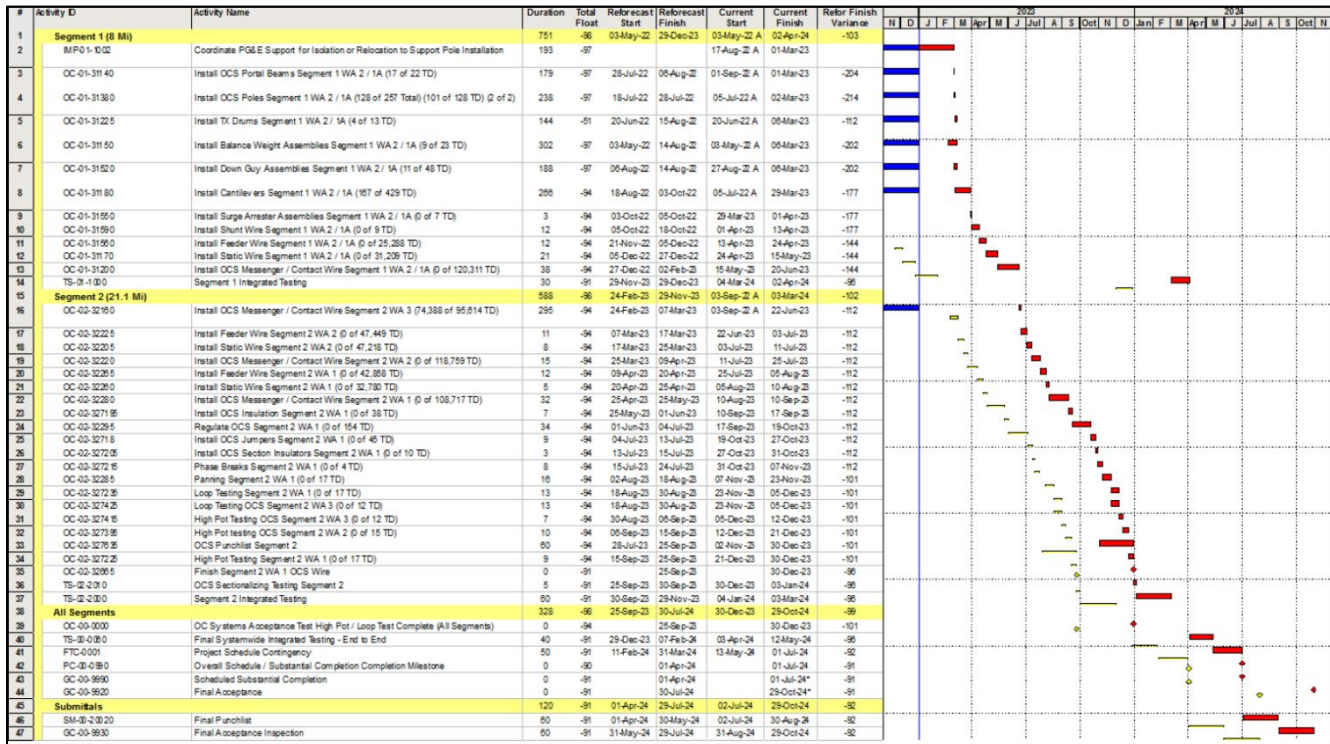 # Activity ID Activity Name Duration Total Float Reforecast Start Reforecast Finish Current Start Current Finish Refor Finish Variance 2023 2024
N D J F M Apr M J Jul A S Oct N D J F M Apr M J Jul A S Oct N
1 Segment 1 (8 Mi) 751 -98 03-May-22 29-Dec-23 03-May-22 A 02-Apr-24 -103
2 IMP-01-1002 Coordinate PG&E Support for Isolation or Relocation to Support Pole Installation 193 -97 17-Aug-22 A 01-Mar-23
3 OC-01-31140 Install OCS Portal Beams Segment 1 WA 2 / 1A (17 of 22 TD) 179 -97 28-Jul-22 06-Aug-22 01-Sep-22 A 01-Mar-23 -204
4 OC-01-31380 Install OCS Poles Segment 1 WA 2 / 1A (128 of 257 Total) (101 of 128 TD) (2 of 2) 238 -97 18-Jul-22 28-Jul-22 05-Jul-22 A 02-Mar-23 -214
5 OC-01-31225 Install TX Drums Segment 1 WA 2 / 1A (4 of 13 TD) 144 -51 20-Jun-22 15-Aug-22 20-Jun-22 A 06-Mar-23 -112
6 OC-01-31150 Install Balance Weight Assemblies Segment 1 WA 2 / 1A (9 of 23 TD) 302 -97 03-May-22 14-Aug-22 03-May-22 A 06-Mar-23 -202
7 OC-01-31520 Install Down Guy Assemblies Segment 1 WA 2 / 1A (11 of 48 TD) 188 -97 06-Aug-22 14-Aug-22 27-Aug-22 A 06-Mar-23 -202
8 OC-01-31180 Install Cantilevers Segment 1 WA 2 / 1A (167 of 429 TD) 266 -94 18-Aug-22 03-Oct-22 05-Jul-22 A 29-Mar-23 -177
9 OC-01-31550 Install Surge Arrester Assemblies Segment 1 WA 2 / 1A (0 of 7 TD) 3 -94 03-Oct-22 05-Oct-22 29-Mar-23 01-Apr-23 -177
10 OC-01-31590 Install Shunt Wire Segment 1 WA 2 / 1A (0 of 9 TD) 12 -94 05-Oct-22 18-Oct-22 01-Apr-23 13-Apr-23 -177
11 OC-01-31560 Install Feeder Wire Segment 1 WA 2 / 1A (0 of 25,288 TD) 12 -94 21-Nov-22 05-Dec-22 13-Apr-23 24-Apr-23 -144
12 OC-01-31170 Install Static Wire Segment 1 WA 2 / 1A (0 of 31,209 TD) 21 -94 05-Dec-22 27-Dec-22 24-Apr-23 15-May-23 -144
13 OC-01-31200 Install OCS Messenger / Contact Wire Segment 1 WA 2 / 1A (0 of 120,311 TD) 38 -94 27-Dec-22 02-Feb-23 15-May-23 20-Jun-23 -144
14 TS-01-1000 Segment 1 Integrated Testing 30 -91 29-Nov-23 29-Dec-23 04-Mar-24 02-Apr-24 -96
15 Segment 2 (21.1 Mi) 588 -98 24-Feb-23 29-Nov-23 03-Sep-22 A 03-Mar-24 -102
16 OC-02-32160 Install OCS Messenger / Contact Wire Segment 2 WA 3 (74,388 of 95,614 TD) 295 -94 24-Feb-23 07-Mar-23 03-Sep-22 A 22-Jun-23 -112
17 OC-02-32225 Install Feeder Wire Segment 2 WA 2 (0 of 47,449 TD) 11 -94 07-Mar-23 17-Mar-23 22-Jun-23 03-Jul-23 -112
18 OC-02-32205 Install Static Wire Segment 2 WA 2 (0 of 47,218 TD) 8 -94 17-Mar-23 25-Mar-23 03-Jul-23 11-Jul-23 -112
19 OC-02-32220 Install OCS Messenger / Contact Wire Segment 2 WA 2 (0 of 118,759 TD) 15 -94 25-Mar-23 09-Apr-23 11-Jul-23 25-Jul-23 -112
20 OC-02-32265 Install Feeder Wire Segment 2 WA 1 (0 of 42,858 TD) 12 -94 09-Apr-23 20-Apr-23 25-Jul-23 05-Aug-23 -112
21 OC-02-32260 Install Static Wire Segment 2 WA 1 (0 of 32,780 TD) 5 -94 20-Apr-23 25-Apr-23 05-Aug-23 10-Aug-23 -112
22 OC-02-32280 Install OCS Messenger / Contact Wire Segment 2 WA 1 (0 of 108,717 TD) 32 -94 25-Apr-23 25-May-23 10-Aug-23 10-Sep-23 -112
23 OC-02-327195 Install OCS Insulation Segment 2 WA 1 (0 of 38 TD) 7 -94 25-May-23 01-Jun-23 10-Sep-23 17-Sep-23 -112
24 OC-02-32295 Regulate OCS Segment 2 WA 1 (0 of 154 TD) 34 -94 01-Jun-23 04-Jul-23 17-Sep-23 19-Oct-23 -112
25 OC-02-32718 Install OCS Jumpers Segment 2 WA 1 (0 of 45 TD) 9 -94 04-Jul-23 13-Jul-23 19-Oct-23 27-Oct-23 -112
26 OC-02-327205 Install OCS Section Insulators Segment 2 WA 1 (0 of 10 TD) 3 -94 13-Jul-23 15-Jul-23 27-Oct-23 31-Oct-23 -112
27 OC-02-327215 Phase Breaks Segment 2 WA 1 (0 of 4 TD) 8 -94 15-Jul-23 24-Jul-23 31-Oct-23 07-Nov-23 -112
28 OC-02-32285 Panning Segment 2 WA 1 (0 of 17 TD) 16 -94 02-Aug-23 18-Aug-23 07-Nov-23 23-Nov-23 -101
29 OC-02-327235 Loop Testing Segment 2 WA 1 (0 of 17 TD) 13 -94 18-Aug-23 30-Aug-23 23-Nov-23 05-Dec-23 -101
30 OC-02-327425 Loop Testing OCS Segment 2 WA 3 (0 of 12 TD) 13 -94 18-Aug-23 30-Aug-23 23-Nov-23 05-Dec-23 -101
31 OC-02-327415 High Pot Testing OCS Segment 2 WA 3 (0 of 12 TD) 7 -94 30-Aug-23 06-Sep-23 05-Dec-23 12-Dec-23 -101
32 OC-02-327395 High Pot testing OCS Segment 2 WA 2 (0 of 15 TD) 10 -94 06-Sep-23 15-Sep-23 12-Dec-23 21-Dec-23 -101
33 OC-02-327635 OCS Punchlist Segment 2 60 -94 28-Jul-23 25-Sep-23 02-Nov-23 30-Dec-23 -101
34 OC-02-327225 High Pot Testing Segment 2 WA 1 (0 of 17 TD) 9 -94 15-Sep-23 25-Sep-23 21-Dec-23 30-Dec-23 -101
35 OC-02-32665 Finish Segment 2 WA 1 OCS Wire 0 -91 25-Sep-23 30-Dec-23 -96
36 TS-02-2010 OCS Sectionalizing Testing Segment 2 5 -91 25-Sep-23 30-Sep-23 30-Dec-23 03-Jan-24 -96
37 TS-02-2000 Segment 2 Integrated Testing 60 -91 30-Sep-23 29-Nov-23 04-Jan-24 03-Mar-24 -96
38 All Segments 328 -98 25-Sep-23 30-Jul-24 30-Dec-23 29-Oct-24 -99
39 OC-00-0000 OC Systems Acceptance Test High Pot / Loop Test Complete (All Segments) 0 -94 25-Sep-23 30-Dec-23 -101
40 TS-00-0060 Final Systemwide Integrated Testing - End to End 40 -91 29-Dec-23 07-Feb-24 03-Apr-24 12-May-24 -96
41 FTC-0001 Project Schedule Contingency 50 -91 11-Feb-24 31-Mar-24 13-May-24 01-Jul-24 -92
42 PC-00-0990 Overall Schedule / Substantial Completion Completion Milestone 0 -90 01-Apr-24 01-Jul-24 -91
43 GC-00-9990 Scheduled Substantial Completion 0 -91 01-Apr-24 01-Jul-24* -91
44 GC-00-9920 Final Acceptance 0 -91 30-Jul-24 29-Oct-24* -91
45 Submittals 120 -91 01-Apr-24 29-Jul-24 02-Jul-24 29-Oct-24 -92
46 SM-00-20020 Final Punchlist 60 -91 01-Apr-24 30-May-24 02-Jul-24 30-Aug-24 -92
47 GC-00-9930 Final Acceptance Inspection 60 -91 31-May-24 29-Jul-24 31-Aug-24 29-Oct-24 -92